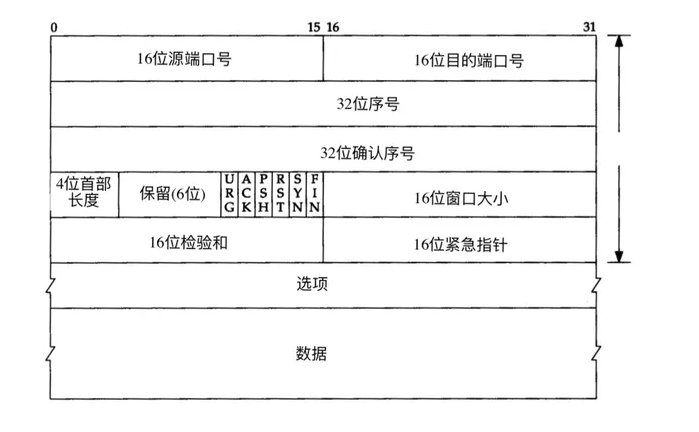 0 15 16 31
16位源端口号 16位目的端口号
32位序号
32位确认序号
4位首部
长度
保留(6位)
URG ACK PSH RST SYN FIN
16位窗口大小
16位检验和 16位紧急指针
选项
数据